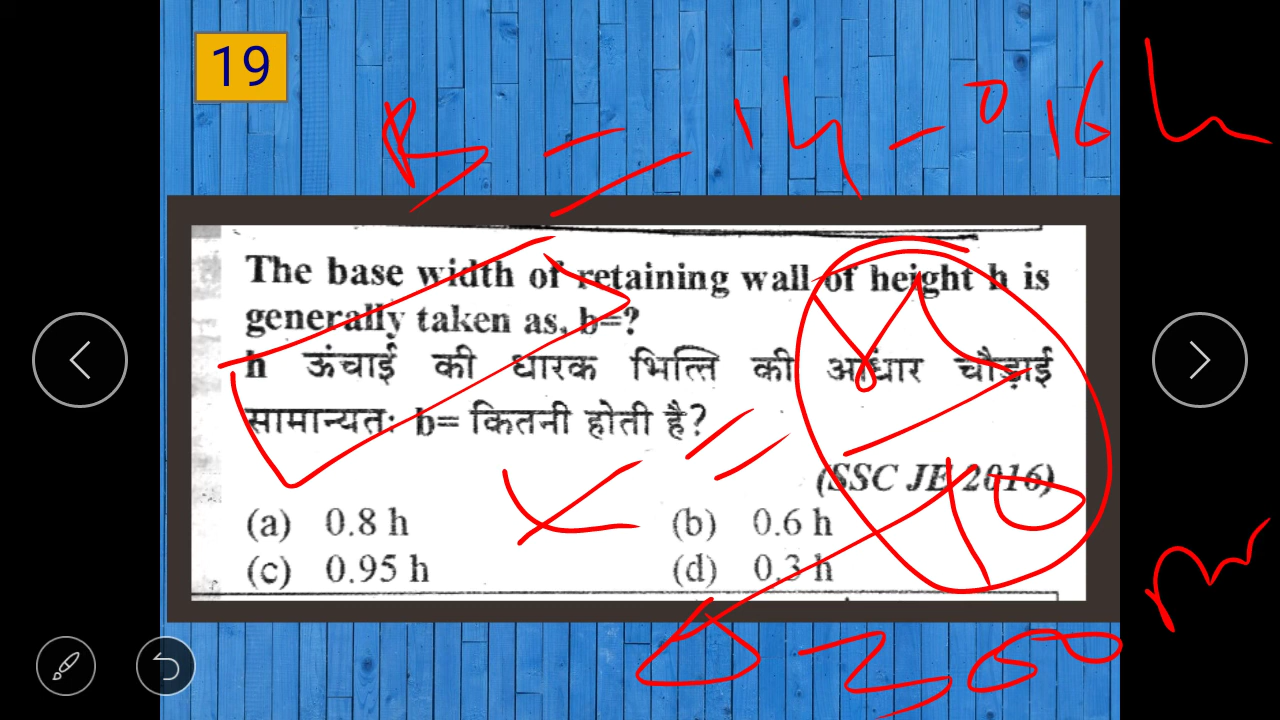 19
The base width of retaining wall of height h is
generally taken as, b=?
h ऊंचाई की धारक भित्ति की आधार चौड़ाई
सामान्यतः b= कितनी होती है?
(SSC JE 2016)
(a) 0.8 h (b) 0.6 h
(c) 0.95 h (d) 0.3 h